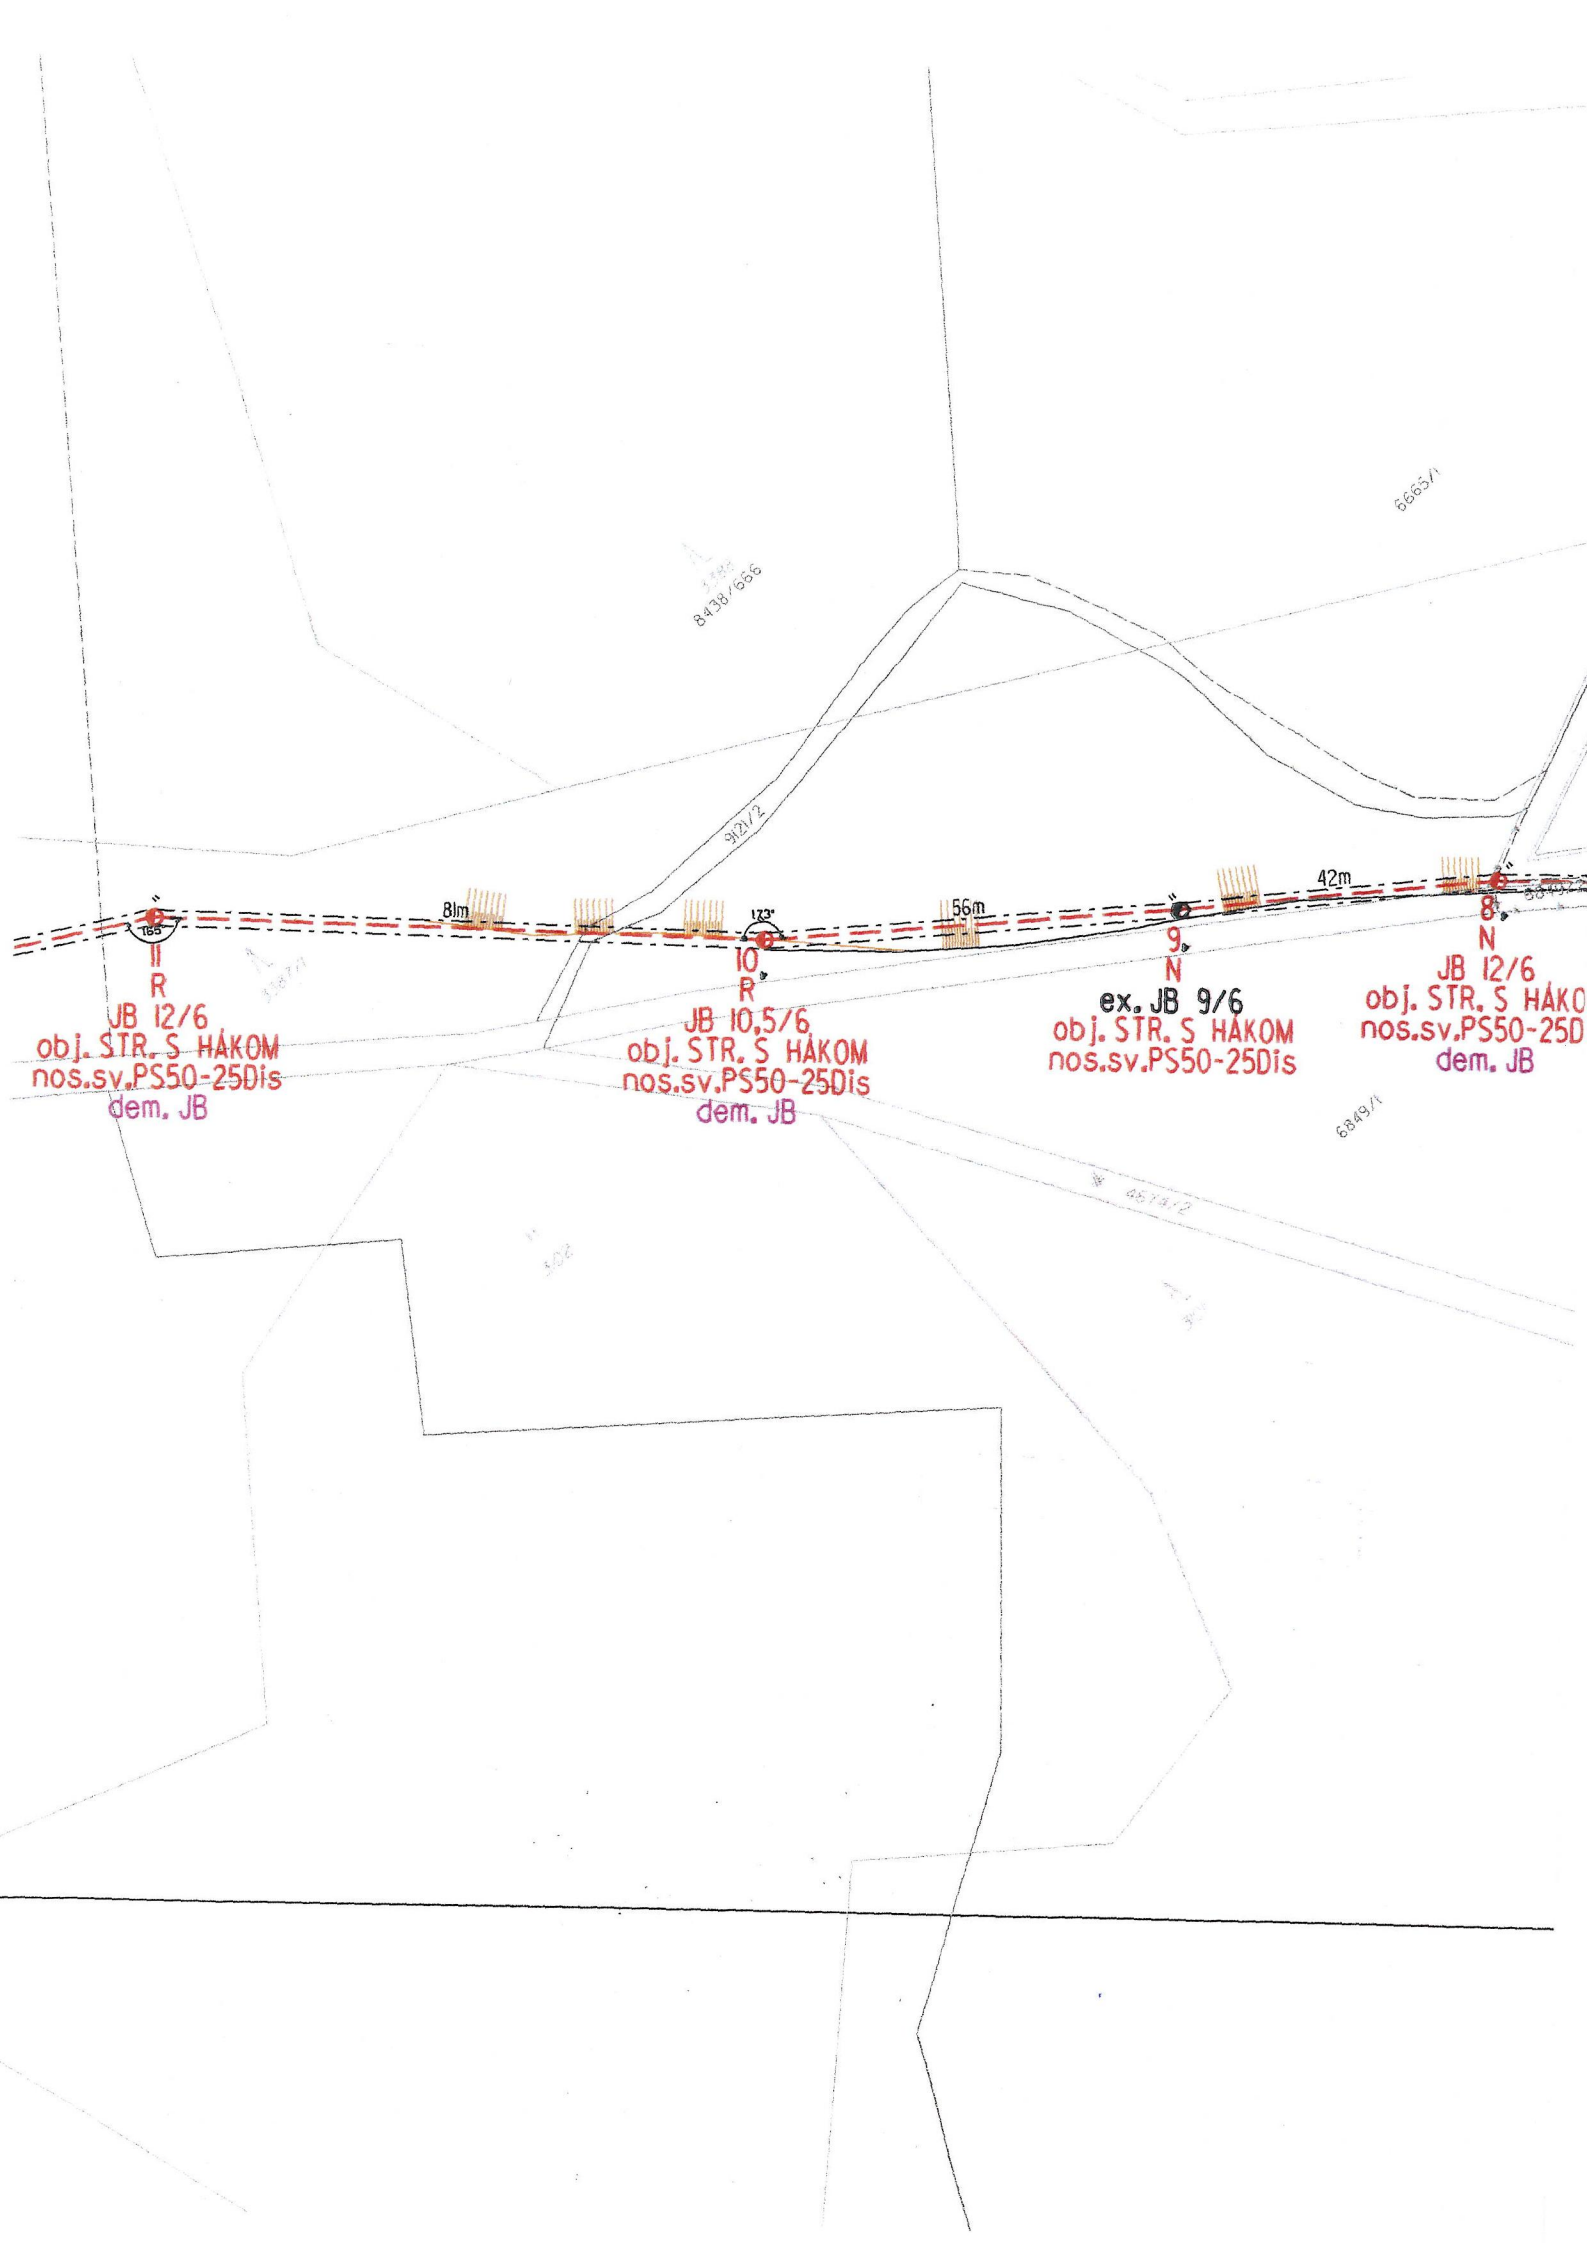 6665/1
8438/666
9121/2
81m
173°
56m
42m
165°
11
R
JB 12/6
obj. STR. S HÁKOM
nos.sv.PS50-25Dis
dem. JB
10
R
JB 10,5/6
obj. STR. S HÁKOM
nos.sv.PS50-25Dis
dem. JB
9
N
ex. JB 9/6
obj. STR. S HÁKOM
nos.sv.PS50-25Dis
8
N
JB 12/6
obj. STR. S HÁKO
nos.sv.PS50-25D
dem. JB
6849/1
4674/2